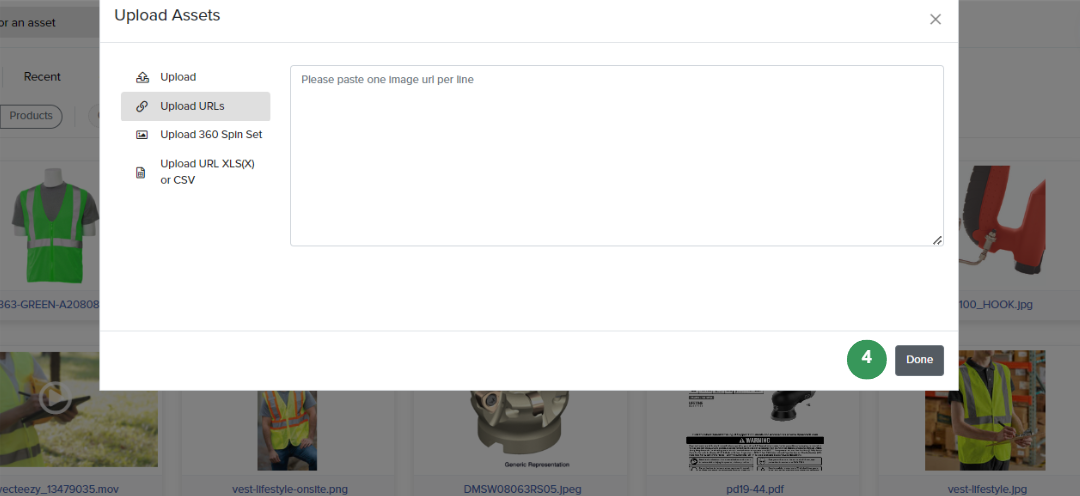 Upload Assets
or an asset
Recent
Products
Upload
Upload URLs
Upload 360 Spin Set
Upload URL XLS(X)
or CSV
Please paste one image url per line
4
Done
363-GREEN-A20808
100_HOOK.jpg
WARNING
Generic Representation
vecteezy_13479035.mov
vest-lifestyle-onsite.png
DMSW08063RS05.jpeg
pd19-44.pdf
vest-lifestyle.jpg